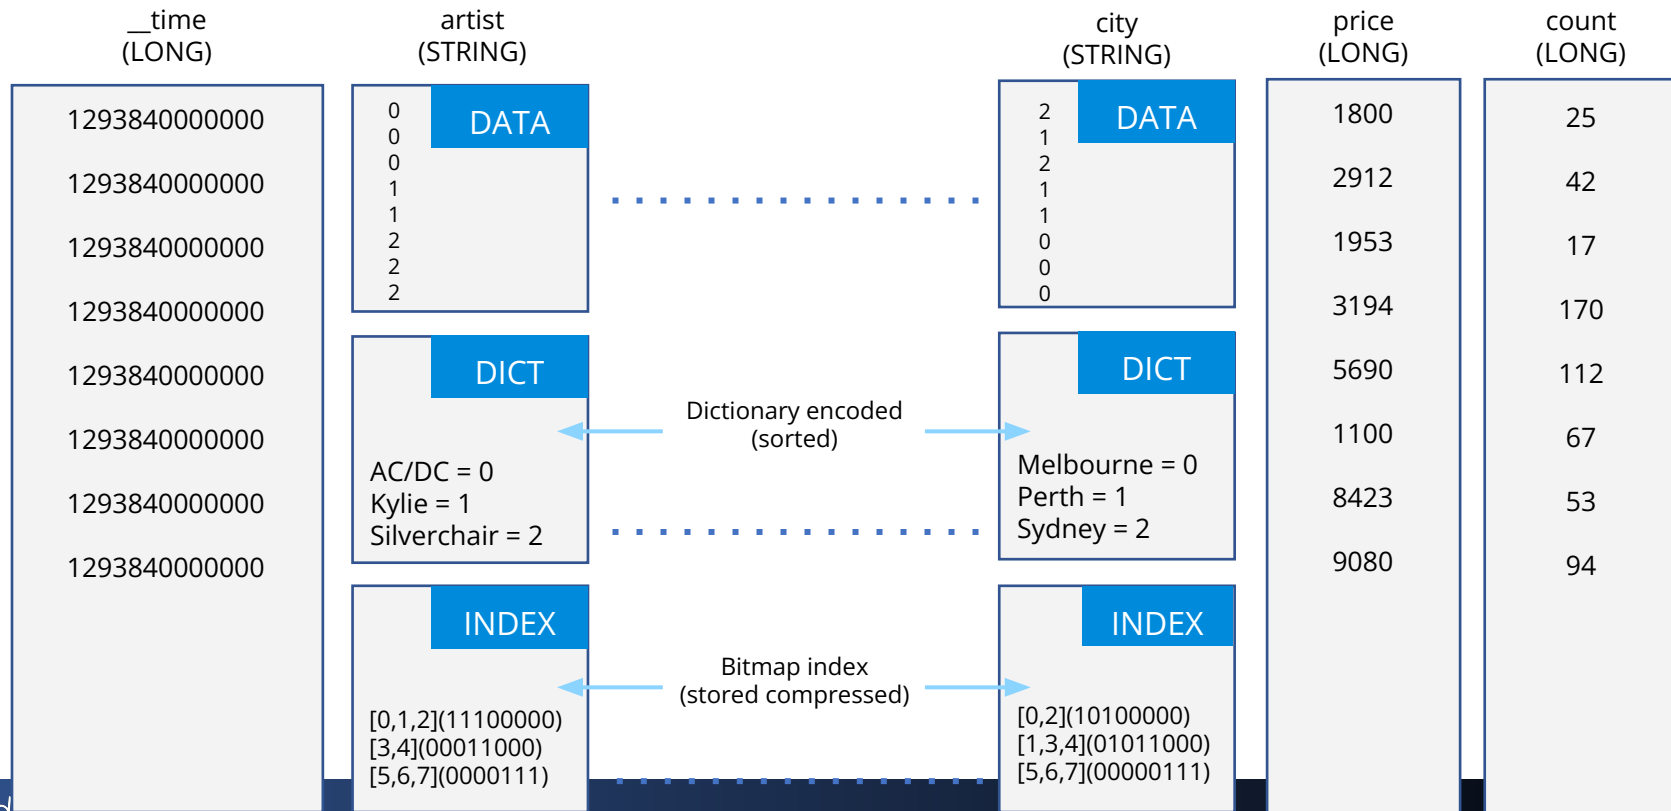 __time
(LONG)
1293840000000
1293840000000
1293840000000
1293840000000
1293840000000
1293840000000
1293840000000
1293840000000
artist
(STRING)
DATA
0
0
0
1
1
2
2
2
DICT
AC/DC = 0
Kylie = 1
Silverchair = 2
INDEX
[0,1,2](11100000)
[3,4](00011000)
[5,6,7](0000111)
Dictionary encoded
(sorted)
Bitmap index
(stored compressed)
city
(STRING)
DATA
2
1
2
1
1
0
0
0
DICT
Melbourne = 0
Perth = 1
Sydney = 2
INDEX
[0,2](10100000)
[1,3,4](01011000)
[5,6,7](00000111)
price
(LONG)
1800
2912
1953
3194
5690
1100
8423
9080
count
(LONG)
25
42
17
170
112
67
53
94